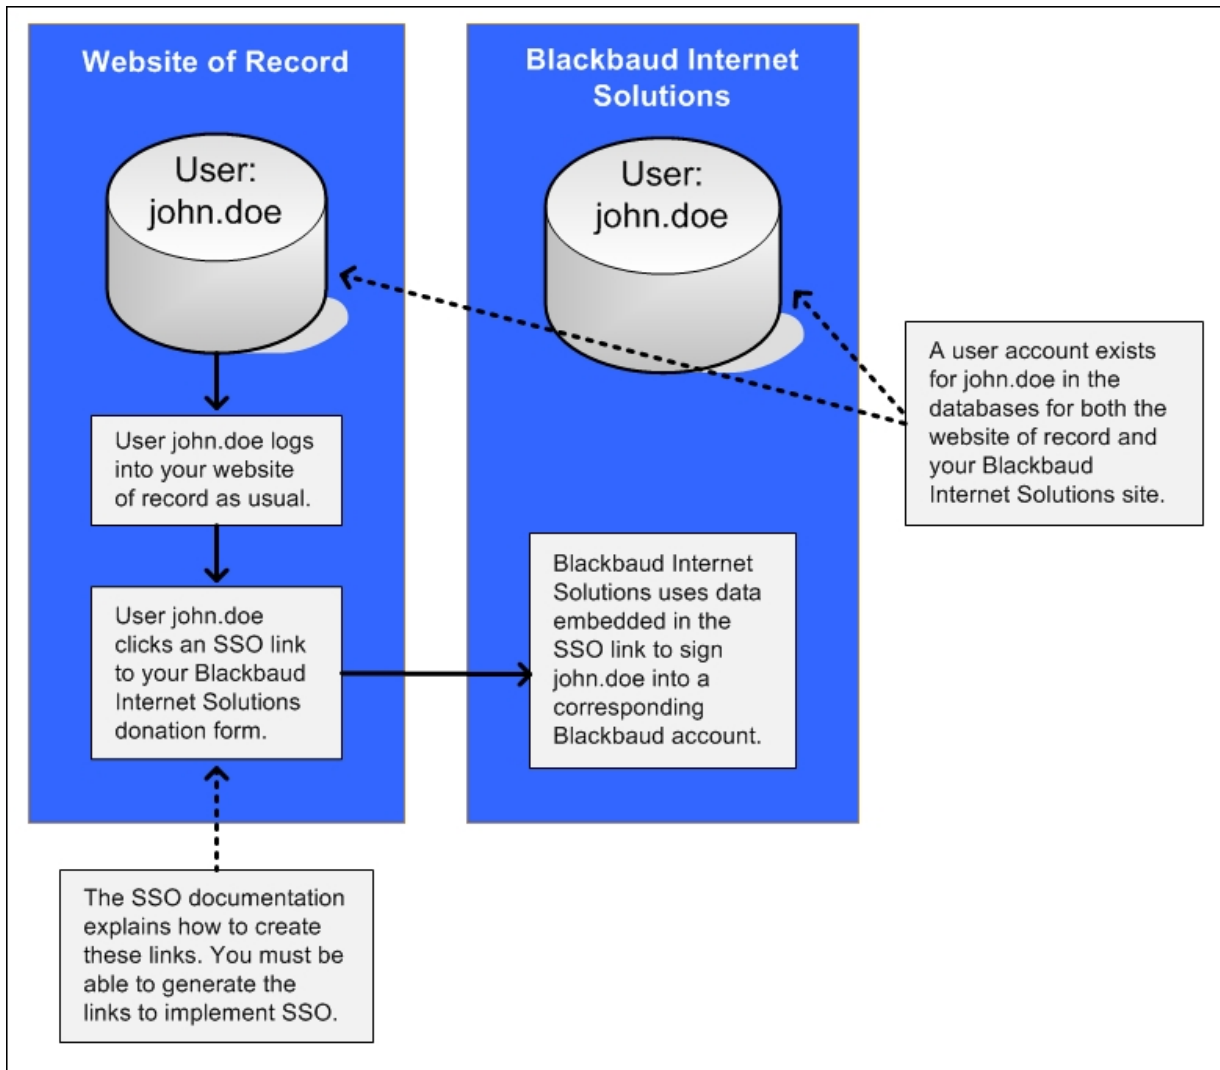 Website of Record
User:
john.doe
User john.doe logs
into your website
of record as usual.
User john.doe
clicks an SSO link
to your Blackbaud
Internet Solutions
donation form.
The SSO documentation
explains how to create
these links. You must be
able to generate the
links to implement SSO.
Blackbaud Internet
Solutions
User:
john.doe
Blackbaud Internet
Solutions uses data
embedded in the
SSO link to sign
john.doe into a
corresponding
Blackbaud account.
A user account exists
for john.doe in the
databases for both the
website of record and
your Blackbaud
Internet Solutions site.